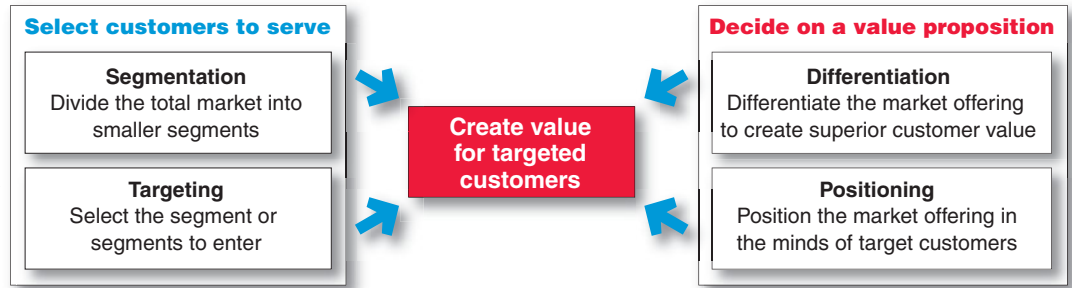 Select customers to serve
Segmentation
Divide the total market into
smaller segments
Targeting
Select the segment or
segments to enter
Create value
for targeted
customers
Decide on a value proposition
Differentiation
Differentiate the market offering
to create superior customer value
Positioning
Position the market offering in
the minds of target customers